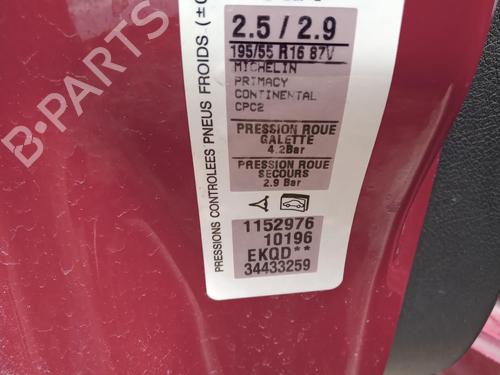 2.5 / 2.9
195/55 R16 87V
MICHELIN
PRIMACY
CONTINENTAL
CPC2
PRESSION ROUE
GALETTE
4.2Bar
PRESSION ROUE
SECOURS
2.9 Bar
1152976
10196
EKQD**
34433259
PRESSIONS CONTROLEES PNEUS FROIDS (±
B-Parts